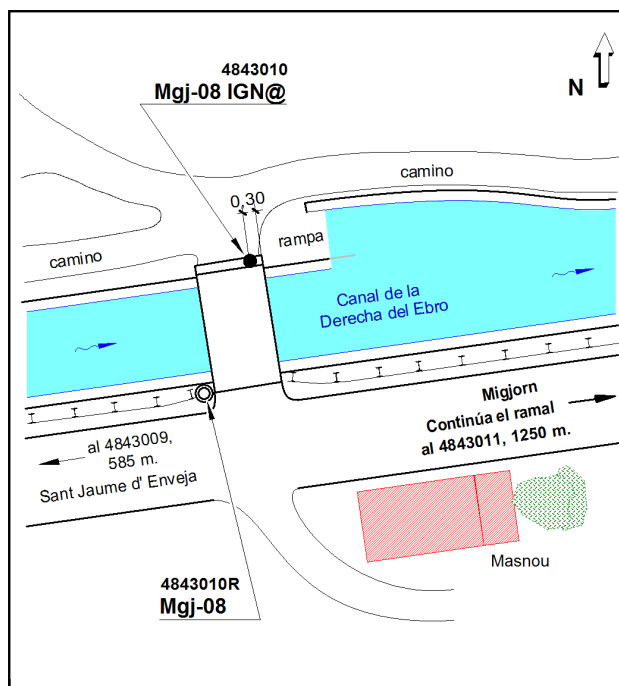 4843010
Mgj-08 IGN@
N
camino
0,30
rampa
camino
Canal de la
Derecha del Ebro
Migjorn
Continúa el ramal
al 4843011, 1250 m.
al 4843009,
585 m.
Sant Jaume d' Enveja
Masnou
4843010R
Mgj-08